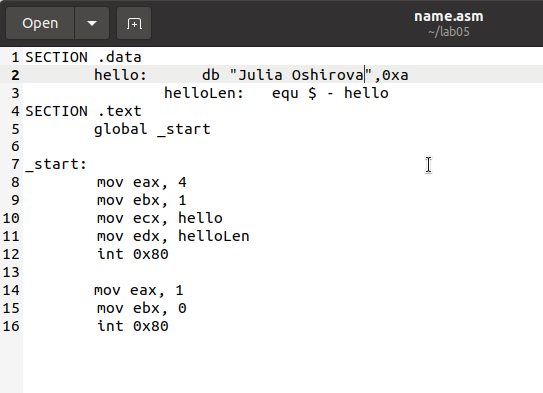 Open
name.asm
~/lab05
1 SECTION .data
2 hello: db "Julia Oshirova",0xa
3 helloLen: equ $ - hello
4 SECTION .text
5 global _start
6
7 _start:
8 mov eax, 4
9 mov ebx, 1
10 mov ecx, hello
11 mov edx, helloLen
12 int 0x80
13
14 mov eax, 1
15 mov ebx, 0
16 int 0x80